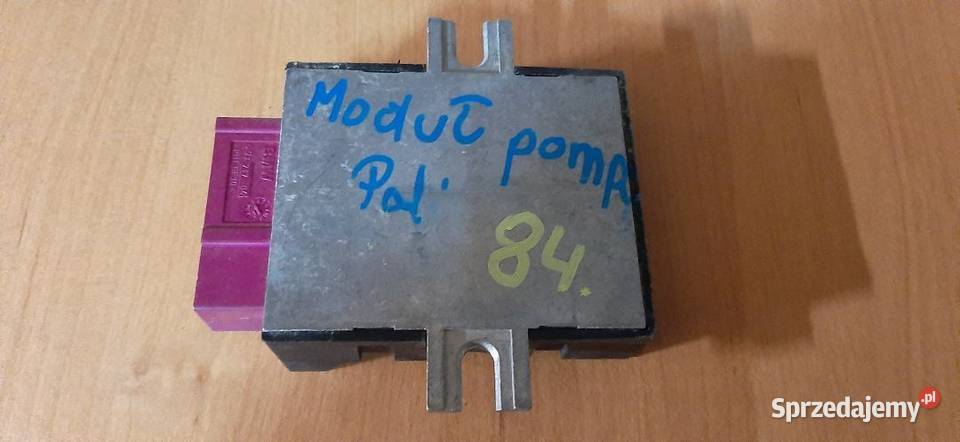 Moduł pomp
Pal.
84.
Sprzedajemy.pl